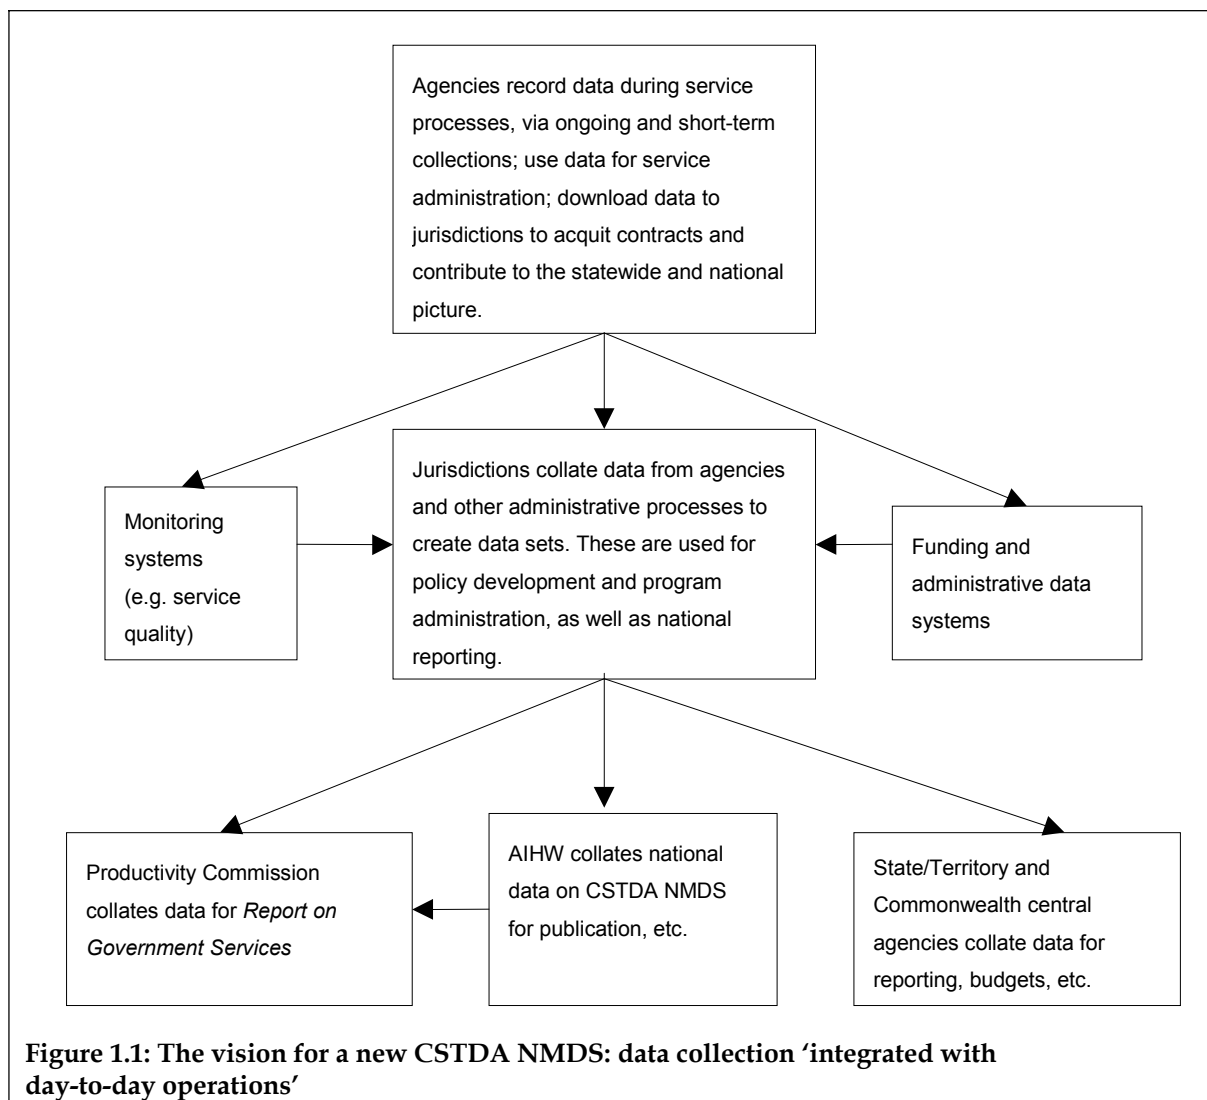 Agencies record data during service
processes, via ongoing and short-term
collections; use data for service
administration; download data to
jurisdictions to acquit contracts and
contribute to the statewide and national
picture.
Monitoring
systems
(e.g. service
quality)
Jurisdictions collate data from agencies
and other administrative processes to
create data sets. These are used for
policy development and program
administration, as well as national
reporting.
Funding and
administrative data
systems
Productivity Commission
collates data for Report on
Government Services
AIHW collates national
data on CSTDA NMDS
for publication, etc.
State/Territory and
Commonwealth central
agencies collate data for
reporting, budgets, etc.
Figure 1.1: The vision for a new CSTDA NMDS: data collection ‘integrated with
day-to-day operations’